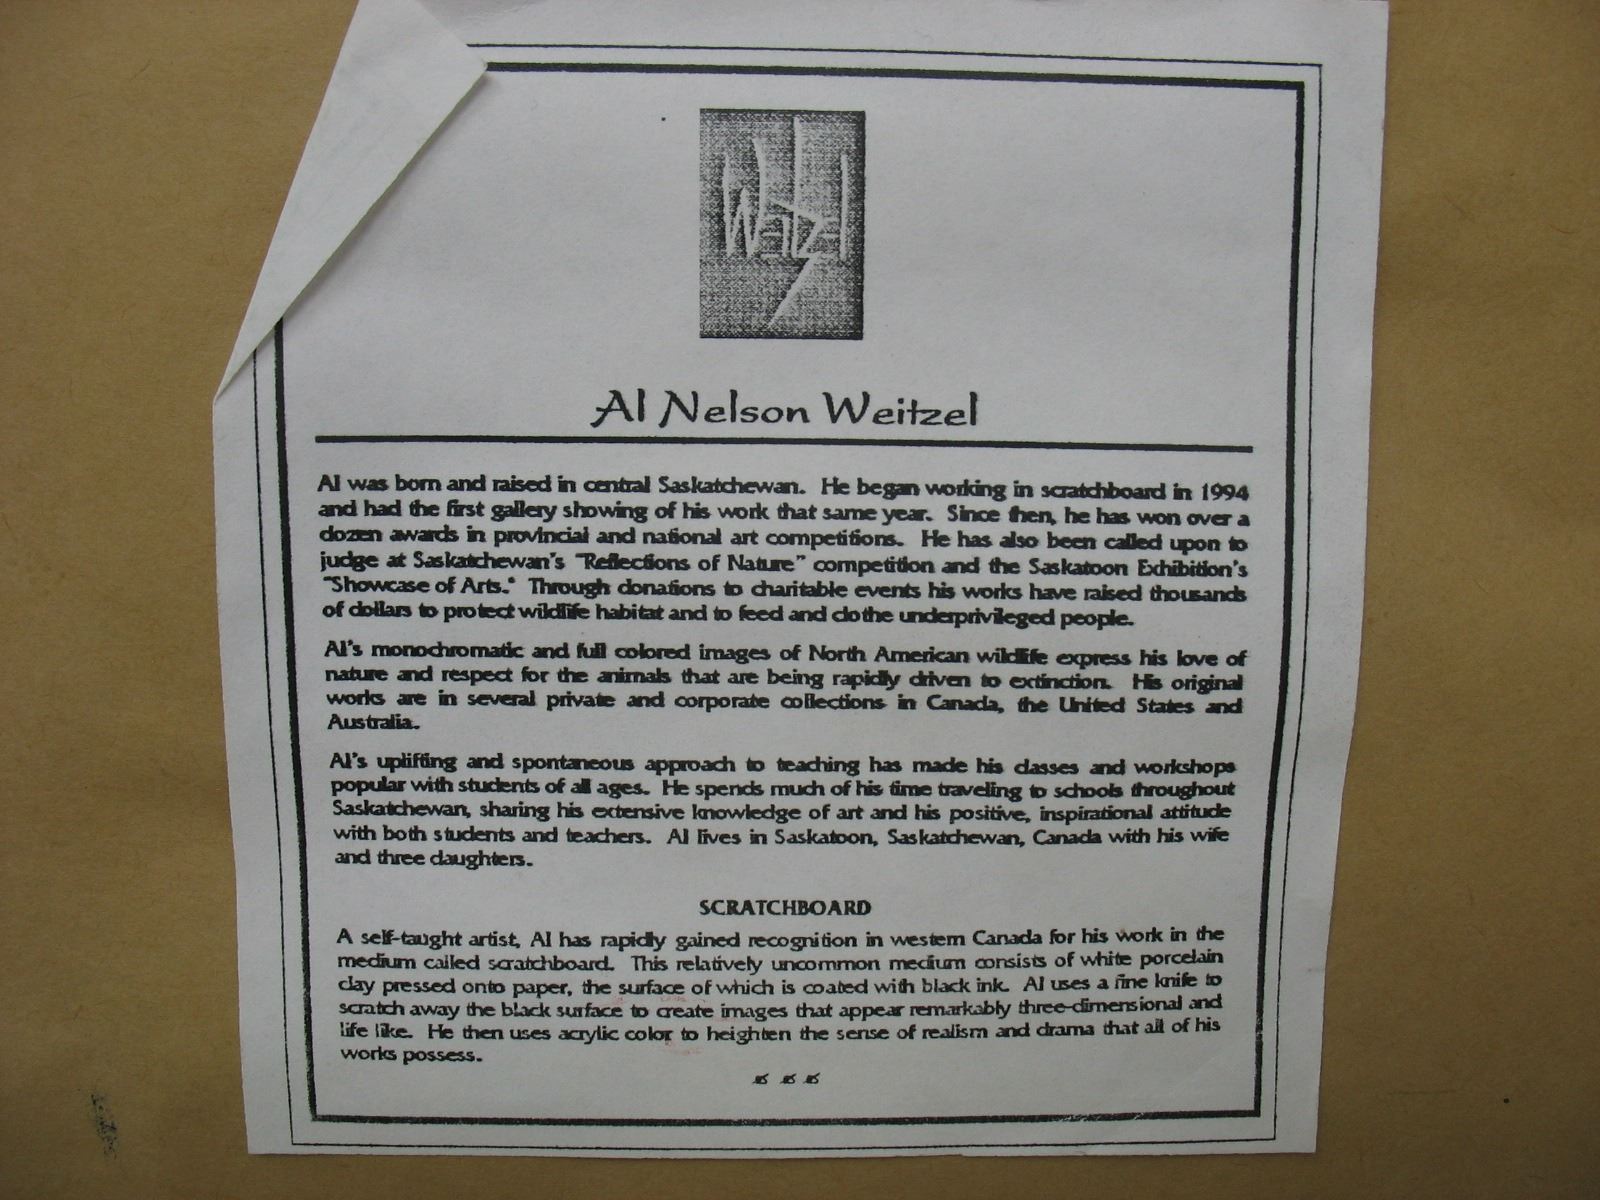 Weitzel
Al Nelson Weitzel
Al was born and raised in central Saskatchewan. He began working in scratchboard in 1994
and had the first gallery showing of his work that same year. Since then, he has won over a
dozen awards in provincial and national art competitions. He has also been called upon to
judge at Saskatchewan's "Reflections of Nature" competition and the Saskatoon Exhibition's
"Showcase of Arts." Through donations to charitable events his works have raised thousands
of dollars to protect wildlife habitat and to feed and clothe underprivileged people.
Al's monochromatic and full colored images of North American wildlife express his love of
nature and respect for the animals that are being rapidly driven to extinction. His original
works are in several private and corporate collections in Canada, the United States and
Australia.
Al's uplifting and spontaneous approach to teaching has made his classes and workshops
popular with students of all ages. He spends much of his time traveling to schools throughout
Saskatchewan, sharing his extensive knowledge of art and his positive, inspirational attitude
with both students and teachers. Al lives in Saskatoon, Saskatchewan, Canada with his wife
and three daughters.
SCRATCHBOARD
A self-taught artist, Al has rapidly gained recognition in western Canada for his work in the
medium called scratchboard. This relatively uncommon medium consists of white porcelain
clay pressed onto paper, the surface of which is coated with black ink. Al uses a fine knife to
scratch away the black surface to create images that appear remarkably three-dimensional and
life like. He then uses acrylic color to heighten the sense of realism and drama that all of his
works possess.